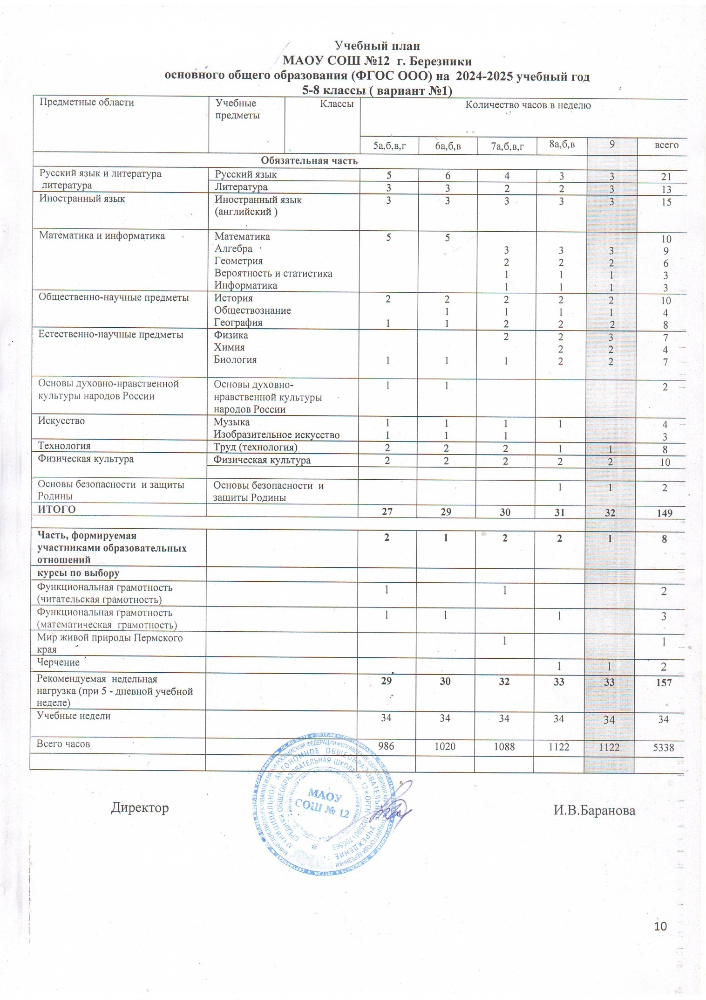 Учебный план
МАОУ СОШ №12 г. Березники
основного общего образования (ФГОС ООО) на 2024-2025 учебный год
5-8 классы ( вариант №1)
Предметные области Учебные предметы Классы Количество часов в неделю
5а,б,в,г 6а,б,в 7а,б,в,г 8а,б,в 9 всего
Обязательная часть
Русский язык и литература Русский язык 5 6 4 3 3 21
литература Литература 3 3 2 2 3 13
Иностранный язык Иностранный язык 3 3 3 3 3 15
(английский )
Математика и информатика Математика 5 5 10
Алгебра 3 3 3 9
Геометрия 2 2 2 6
Вероятность и статистика 1 1 1 3
Информатика 1 1 1 3
Общественно-научные предметы История 2 2 2 2 2 10
Обществознание 1 1 1 1 4
География 1 1 2 2 2 8
Естественно-научные предметы Физика 2 2 3 7
Химия 2 2 4
Биология 1 1 1 2 2 7
Основы духовно-нравственной Основы духовно- 1 1 2
культуры народов России нравственной культуры
народов России
Искусство Музыка 1 1 1 1 4
Изобразительное искусство 1 1 1 3
Технология Труд (технология) 2 2 2 1 1 8
Физическая культура Физическая культура 2 2 2 2 2 10
Основы безопасности и защиты Основы безопасности и 1 1 2
Родины защиты Родины
ИТОГО 27 29 30 31 32 149
Часть, формируемая 2 1 2 2 1 8
участниками образовательных
отношений
курсы по выбору
Функциональная грамотность 1 1 2
(читательская грамотность)
Функциональная грамотность 1 1 1 3
(математическая грамотность)
Мир живой природы Пермского 1 1
края
Черчение 1 1 2
Рекомендуемая недельная 29 30 32 33 33 157
нагрузка (при 5 - дневной учебной
неделе)
Учебные недели 34 34 34 34 34 34
Всего часов 986 1020 1088 1122 1122 5338
МУНИЦИПАЛЬНОЕ АВТОНОМНОЕ ОБЩЕОБРАЗОВАТЕЛЬНОЕ УЧРЕЖДЕНИЕ
СРЕДНЯЯ ОБЩЕОБРАЗОВАТЕЛЬНАЯ ШКОЛА № 12
МАОУ
СОШ № 12
Директор И.В.Баранова
10